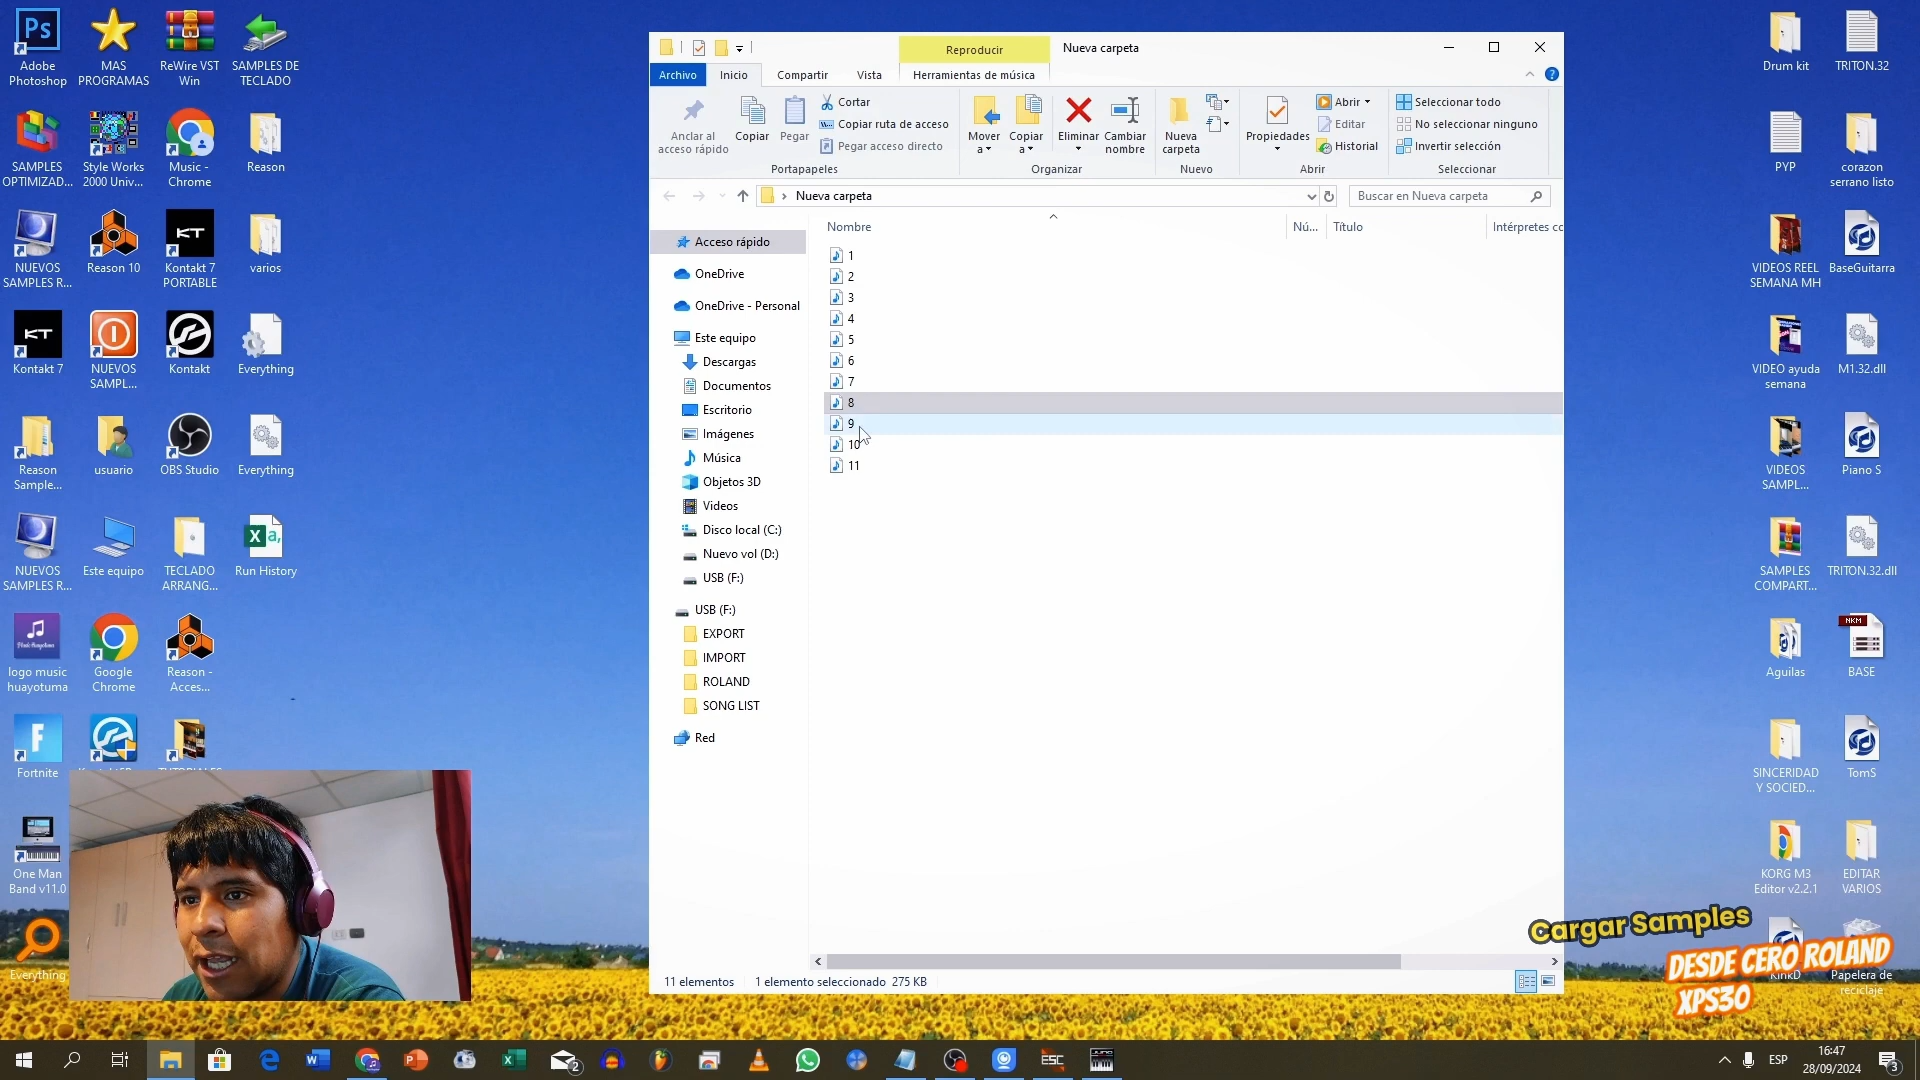 Adobe
Photoshop
MAS
PROGRAMAS
ReWire VST
Win
SAMPLES DE
TECLADO
SAMPLES
OPTIMIZAD...
Style Works
2000 Univ...
Music -
Chrome
Reason
NUEVOS
SAMPLES R...
Reason 10
Kontakt 7
PORTABLE
varios
Kontakt 7
NUEVOS
SAMPL...
Kontakt
Everything
Reason
Sample...
usuario
OBS Studio
Everything
NUEVOS
SAMPLES R...
Este equipo
TECLADO
ARRANG...
Run History
logo music
huayotuma
Google
Chrome
Reason -
Acces...
Fortnite
One Man
Band v11.0
Everything
Reproducir
Nueva carpeta
Archivo
Inicio
Compartir
Vista
Herramientas de música
Anclar al
acceso rápido
Copiar
Pegar
Cortar
Copiar ruta de acceso
Pegar acceso directo
Portapapeles
Mover
a
Copiar
a
Eliminar
Cambiar
nombre
Organizar
Nueva
carpeta
Nuevo
Propiedades
Abrir
Editar
Historial
Abrir
Seleccionar todo
No seleccionar ninguno
Invertir selección
Seleccionar
Nueva carpeta
Buscar en Nueva carpeta
Nombre
Nú...
Título
Intérpretes co
Acceso rápido
OneDrive
OneDrive - Personal
Este equipo
Descargas
Documentos
Escritorio
Imágenes
Música
Objetos 3D
Videos
Disco local (C:)
Nuevo vol (D:)
USB (F:)
USB (F:)
EXPORT
IMPORT
ROLAND
SONG LIST
Red
1
2
3
4
5
6
7
8
9
10
11
11 elementos
1 elemento seleccionado 275 KB
Drum kit
TRITON.32
PYP
corazon
serrano listo
VIDEOS REEL
SEMANA MH
BaseGuitarra
VIDEO ayuda
semana
M1.32.dll
VIDEOS
SAMPL...
Piano S
SAMPLES
COMPART...
TRITON.32.dll
Aguilas
NKM
BASE
SINCERIDAD
Y SOCIED...
TomS
KORG M3
Editor v2.2.1
EDITAR
VARIOS
KinkD
Papelera de
reciclaje
Cargar Samples
DESDE CERO ROLAND
XPS30
ESP
16:47
28/09/2024